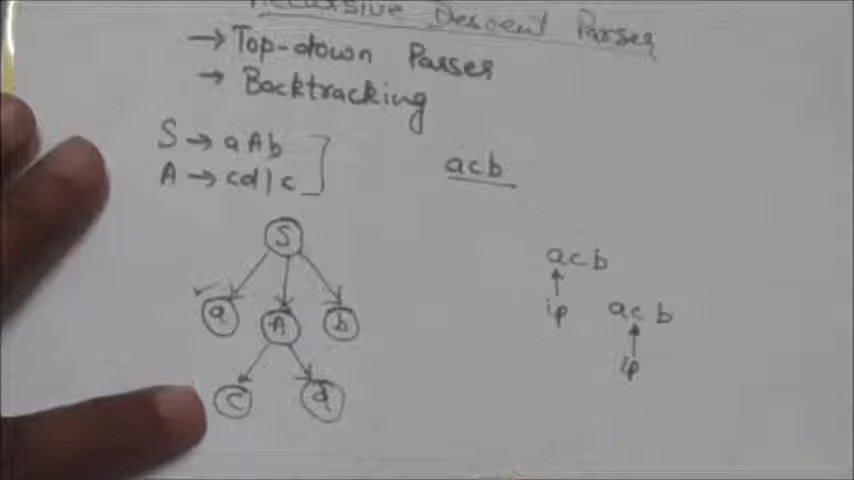 Recursive Descent Parser
→ Top-down Parser
→ Backtracking
S → aAb
A → cd|c
acb
S
a A b
c d
acb
ip
acb
ip